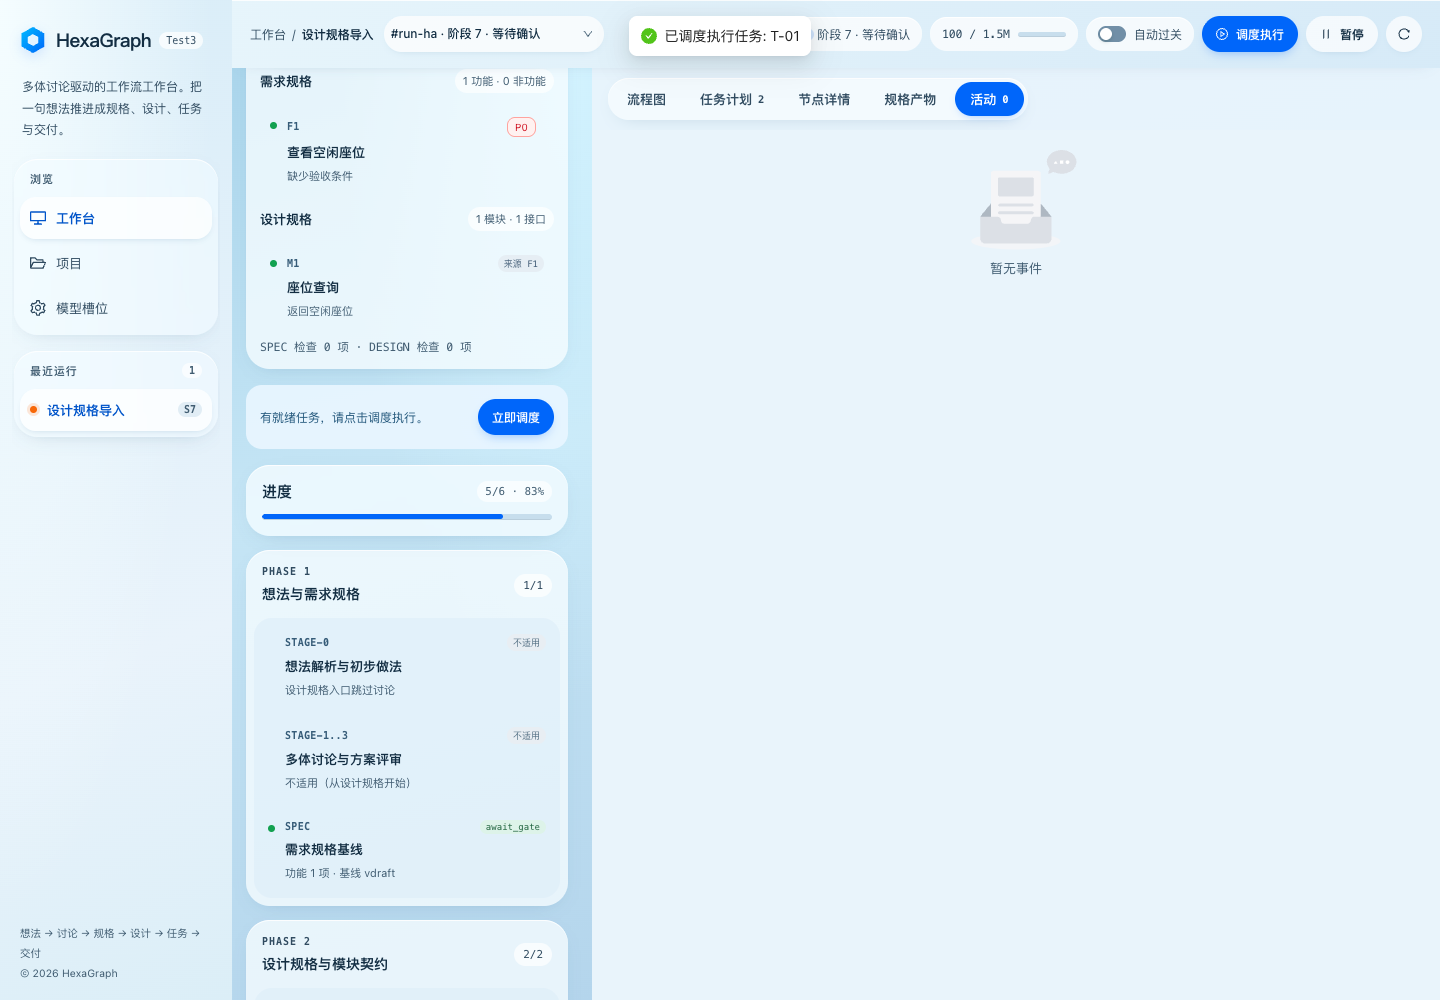 HexaGraph Test3
多体讨论驱动的工作流工作台。把
一句想法推进成规格、设计、任务
与交付。
浏览
工作台
项目
模型槽位
最近运行 1
设计规格导入 S7
想法 → 讨论 → 规格 → 设计 → 任务 →
交付
© 2026 HexaGraph
工作台 / 设计规格导入
#run-ha · 阶段 7 · 等待确认
已调度执行任务: T-01
阶段 7 · 等待确认
100 / 1.5M
自动过关
调度执行
暂停
需求规格 1 功能 · 0 非功能
F1 P0
查看空闲座位
缺少验收条件
设计规格 1 模块 · 1 接口
M1 来源 F1
座位查询
返回空闲座位
SPEC 检查 0 项 · DESIGN 检查 0 项
有就绪任务，请点击调度执行。 立即调度
进度 5/6 · 83%
PHASE 1
想法与需求规格 1/1
STAGE-0 不适用
想法解析与初步做法
设计规格入口跳过讨论
STAGE-1..3 不适用
多体讨论与方案评审
不适用（从设计规格开始）
SPEC await_gate
需求规格基线
功能 1 项 · 基线 vdraft
PHASE 2
设计规格与模块契约 2/2
流程图 任务计划 2 节点详情 规格产物 活动 0
暂无事件